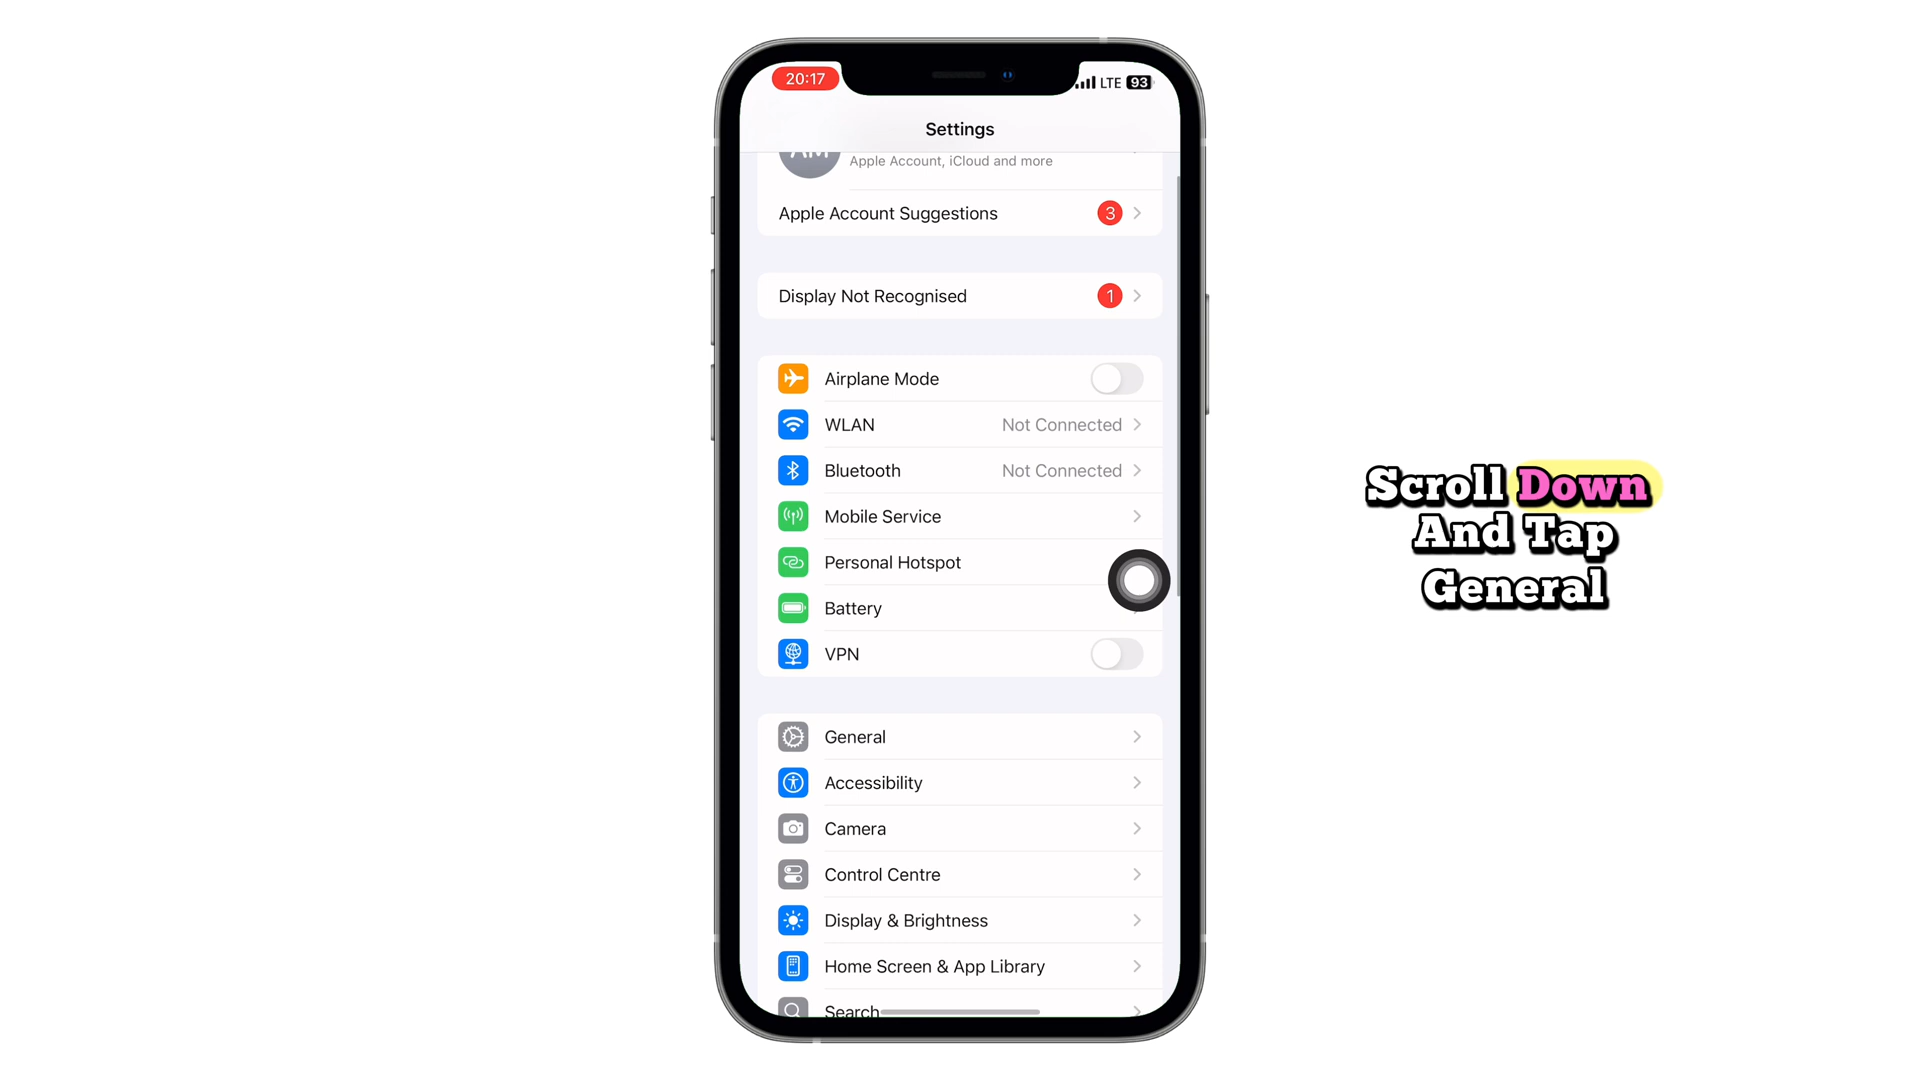 20:17
LTE 93
Settings
AM
Apple Account, iCloud and more
Apple Account Suggestions 3
Display Not Recognised 1
Airplane Mode
WLAN Not Connected
Bluetooth Not Connected
Mobile Service
Personal Hotspot
Battery
VPN
General
Accessibility
Camera
Control Centre
Display & Brightness
Home Screen & App Library
Search
Scroll Down
And Tap
General